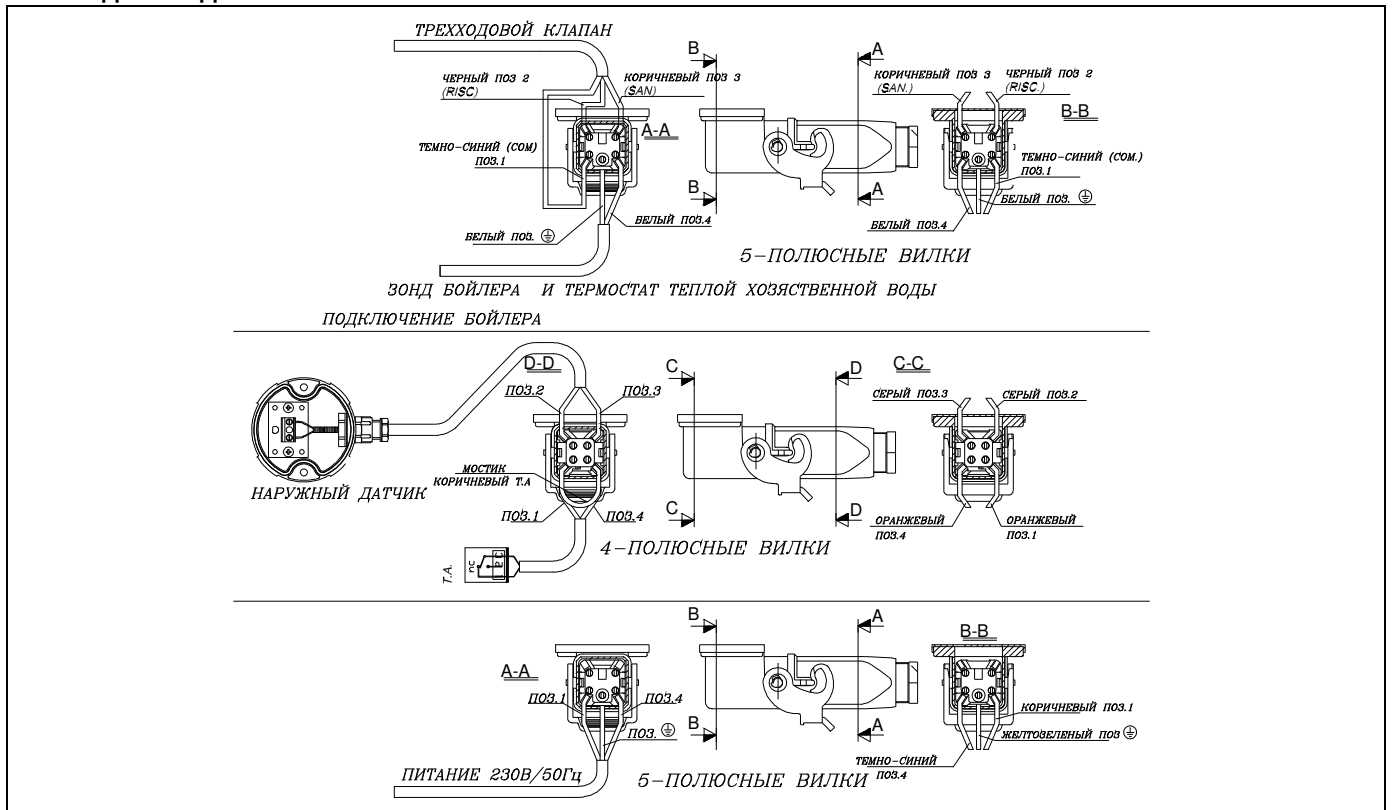 ТРЕХХОДОВОЙ КЛАПАН
ЧЕРНЫЙ ПОЗ 2
(RISC)
КОРИЧНЕВЫЙ ПОЗ 3
(SAN)
A-A
ТЕМНО-СИНИЙ (COM)
ПОЗ.1
БЕЛЫЙ ПОЗ.
БЕЛЫЙ ПОЗ.4
B
A
B
A
КОРИЧНЕВЫЙ ПОЗ 3
(SAN.)
ЧЕРНЫЙ ПОЗ 2
(RISC.)
B-B
ТЕМНО-СИНИЙ (COM.)
ПОЗ.1
БЕЛЫЙ ПОЗ.
БЕЛЫЙ ПОЗ.4
5-ПОЛЮСНЫЕ ВИЛКИ
ЗОНД БОЙЛЕРА И ТЕРМОСТАТ ТЕПЛОЙ ХОЗЯСТВЕННОЙ ВОДЫ
ПОДКЛЮЧЕНИЕ БОЙЛЕРА
D-D
ПОЗ.2
ПОЗ.3
C
D
C
D
C-C
СЕРЫЙ ПОЗ.3
СЕРЫЙ ПОЗ.2
МОСТИК
КОРИЧНЕВЫЙ Т.А
НАРУЖНЫЙ ДАТЧИК
ПОЗ.1
ПОЗ.4
ОРАНЖЕВЫЙ
ПОЗ.4
ОРАНЖЕВЫЙ
ПОЗ.1
4-ПОЛЮСНЫЕ ВИЛКИ
T.A.
nc
B
A
B
A
B-B
A-A
ПОЗ.1
ПОЗ.4
ПОЗ.
КОРИЧНЕВЫЙ ПОЗ.1
ЖЕЛТОЗЕЛЕНЫЙ ПОЗ
ТЕМНО-СИНИЙ
ПОЗ.4
ПИТАНИЕ 230В/50Гц
5-ПОЛЮСНЫЕ ВИЛКИ